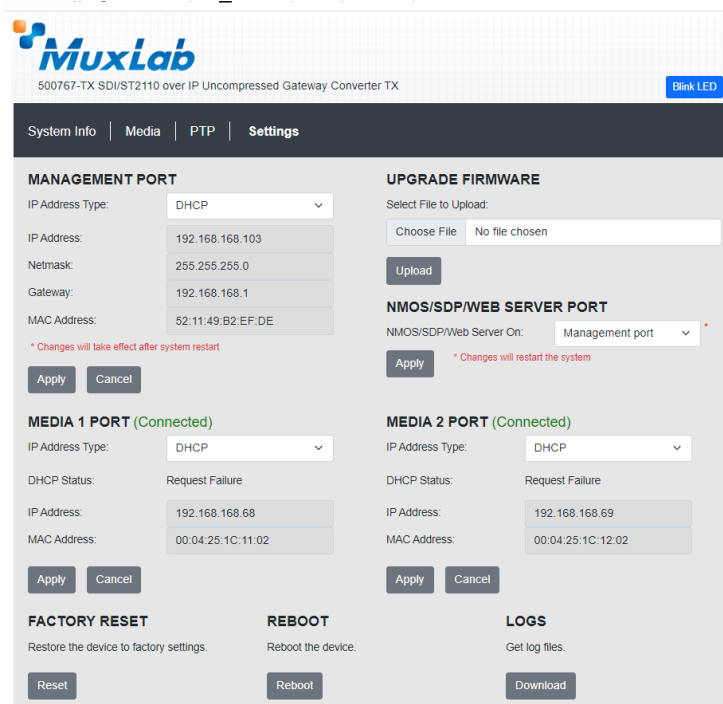 MuxLab
500767-TX SDI/ST2110 over IP Uncompressed Gateway Converter TX
Blink LED
System Info | Media | PTP | Settings
MANAGEMENT PORT
IP Address Type: DHCP
IP Address: 192.168.168.103
Netmask: 255.255.255.0
Gateway: 192.168.168.1
MAC Address: 52:11:49:B2:EF:DE
* Changes will take effect after system restart
Apply Cancel
UPGRADE FIRMWARE
Select File to Upload:
Choose File No file chosen
Upload
NMOS/SDP/WEB SERVER PORT
NMOS/SDP/Web Server On: Management port *
Apply * Changes will restart the system
MEDIA 1 PORT (Connected)
IP Address Type: DHCP
DHCP Status: Request Failure
IP Address: 192.168.168.68
MAC Address: 00:04:25:1C:11:02
Apply Cancel
MEDIA 2 PORT (Connected)
IP Address Type: DHCP
DHCP Status: Request Failure
IP Address: 192.168.168.69
MAC Address: 00:04:25:1C:12:02
Apply Cancel
FACTORY RESET
Restore the device to factory settings.
Reset
REBOOT
Reboot the device.
Reboot
LOGS
Get log files.
Download